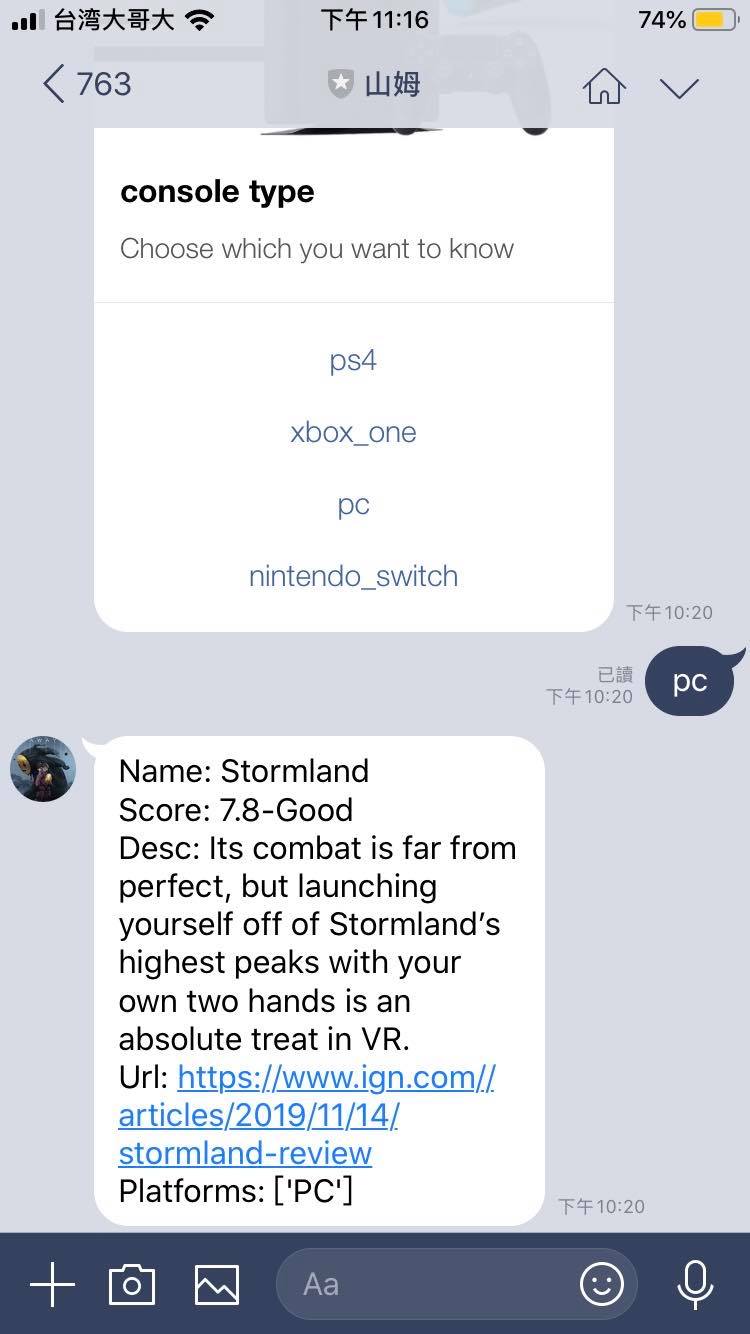 台湾大哥大 下午11:16 74%
763 山姆
console type
Choose which you want to know
ps4
xbox_one
pc
nintendo_switch
下午10:20
已讀
下午10:20
pc
Name: Stormland
Score: 7.8-Good
Desc: Its combat is far from
perfect, but launching
yourself off of Stormland’s
highest peaks with your
own two hands is an
absolute treat in VR.
Url: https://www.ign.com//
articles/2019/11/14/
stormland-review
Platforms: ['PC']
下午10:20
Aa